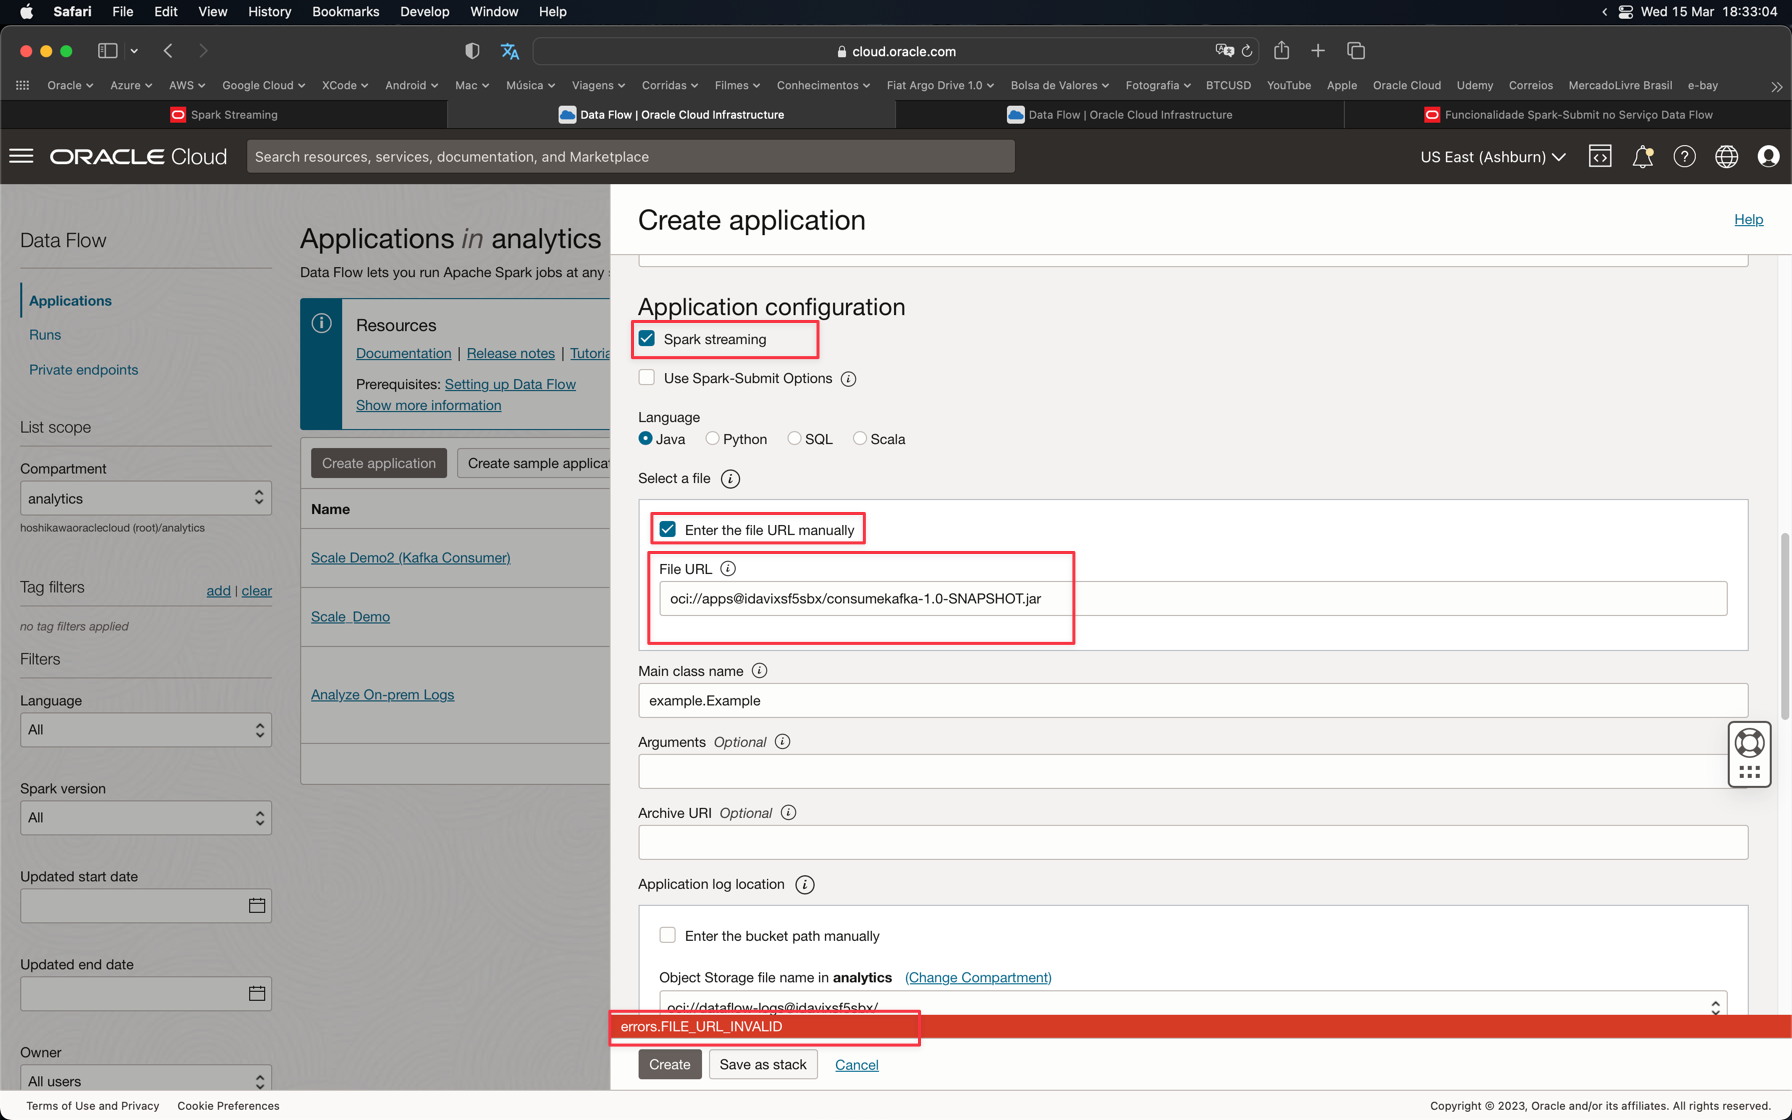 Safari File Edit View History Bookmarks Develop Window Help
Wed 15 Mar 18:33:04
cloud.oracle.com
Oracle Azure AWS Google Cloud XCode Android Mac Música Viagens Corridas Filmes Conhecimentos Fiat Argo Drive 1.0 Bolsa de Valores Fotografia BTCUSD YouTube Apple Oracle Cloud Udemy Correios MercadoLivre Brasil e-bay
Spark Streaming
Data Flow | Oracle Cloud Infrastructure
Data Flow | Oracle Cloud Infrastructure
Funcionalidade Spark-Submit no Serviço Data Flow
ORACLE Cloud
Search resources, services, documentation, and Marketplace
US East (Ashburn)
Data Flow
Applications
Runs
Private endpoints
List scope
Compartment
analytics
hoshikawaoraclecloud (root)/analytics
Tag filters
add | clear
no tag filters applied
Filters
Language
All
Spark version
All
Updated start date
Updated end date
Owner
All users
Applications in analytics
Data Flow lets you run Apache Spark jobs at any
Resources
Documentation | Release notes | Tutoria
Prerequisites: Setting up Data Flow
Show more information
Create application
Create sample applicat
Name
Scale Demo2 (Kafka Consumer)
Scale_Demo
Analyze On-prem Logs
Create application
Help
Application configuration
Spark streaming
Use Spark-Submit Options
Language
Java Python SQL Scala
Select a file
Enter the file URL manually
File URL
oci://apps@idavixsf5sbx/consumekafka-1.0-SNAPSHOT.jar
Main class name
example.Example
Arguments Optional
Archive URI Optional
Application log location
Enter the bucket path manually
Object Storage file name in analytics (Change Compartment)
oci://dataflow-logs@idavixsf5sbx/
errors.FILE_URL_INVALID
Create
Save as stack
Cancel
Terms of Use and Privacy
Cookie Preferences
Copyright © 2023, Oracle and/or its affiliates. All rights reserved.